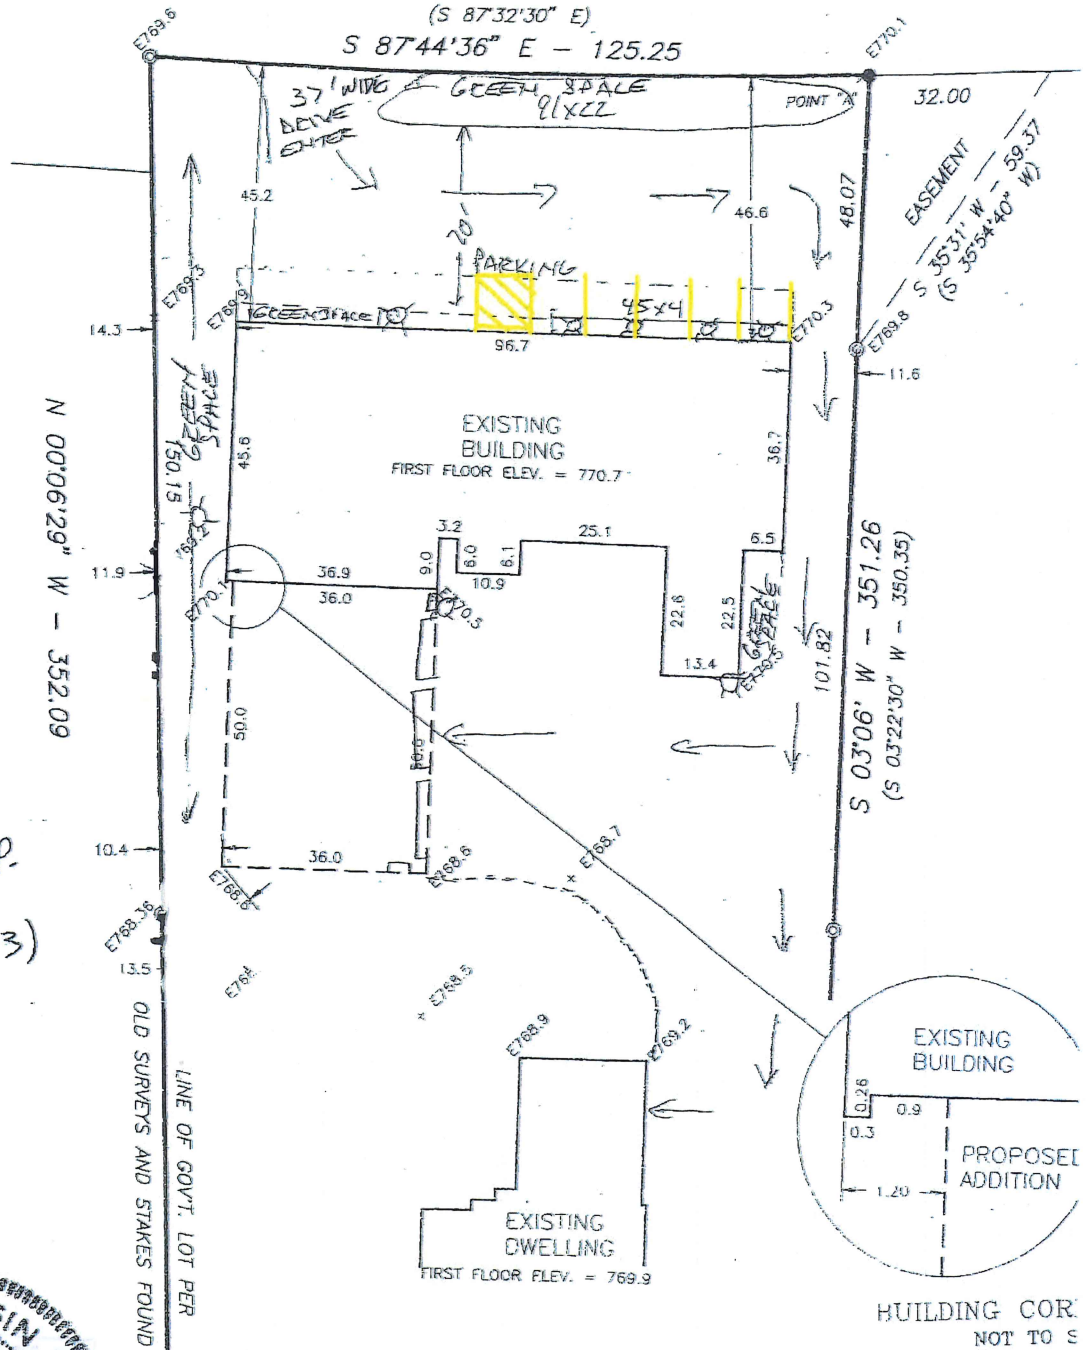 (S 87°32'30" E)
S 87°44'36" E - 125.25
E769.6
E770.1
37' WIDE
DRIVE
ENTER
GREEN SPACE
91X22
POINT "A"
32.00
EASEMENT
S 35°31' W - 59.37
(S 35°54'40" W)
48.07
45.2
46.6
20'
PARKING
E769.3
E769.9
GREENSPACE
45x4
E770.3
E769.8
14.3
96.7
11.6
GREEN
SPACE
150.15
45.6
EXISTING
BUILDING
FIRST FLOOR ELEV. = 770.7
36.7
N 00°06'29" W - 352.09
3.2
25.1
6.5
9.0
6.0
6.1
10.9
11.9
36.9
36.0
E770.1
E770.5
22.6
22.5
GREEN
SPACE
13.4
E770.5
101.82
S 03°06' W - 351.26
(S 03°22'30" W - 350.35)
50.0
10.4
36.0
E768.6
E768.6
E768.7
E768.36
3)
13.5
E768.5
E768.9
E769.2
LINE OF GOV'T. LOT PER
OLD SURVEYS AND STAKES FOUND
EXISTING
DWELLING
FIRST FLOOR ELEV. = 769.9
EXISTING
BUILDING
0.26
0.9
0.3
PROPOSED
ADDITION
1.20
BUILDING COR
NOT TO S